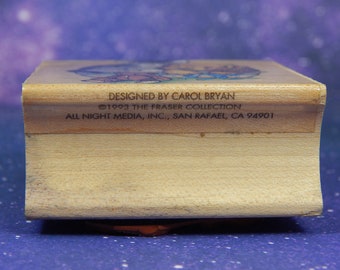 DESIGNED BY CAROL BRYAN
©1993 THE FRASER COLLECTION
ALL NIGHT MEDIA, INC., SAN RAFAEL, CA 94901